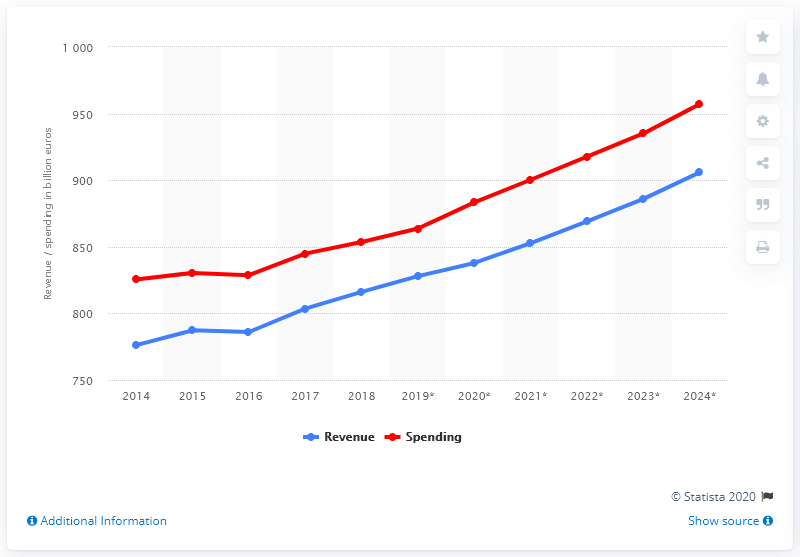 1 000
950
900
850
800
750
Revenue / spending in billion euros
2014 2015 2016 2017 2018 2019* 2020* 2021* 2022* 2023* 2024*
Revenue Spending
© Statista 2020
Additional Information Show source